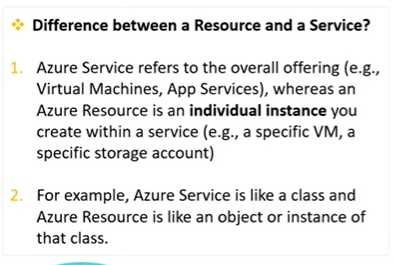 ❖ Difference between a Resource and a Service?
1. Azure Service refers to the overall offering (e.g.,
Virtual Machines, App Services), whereas an
Azure Resource is an individual instance you
create within a service (e.g., a specific VM, a
specific storage account)
2. For example, Azure Service is like a class and
Azure Resource is like an object or instance of
that class.